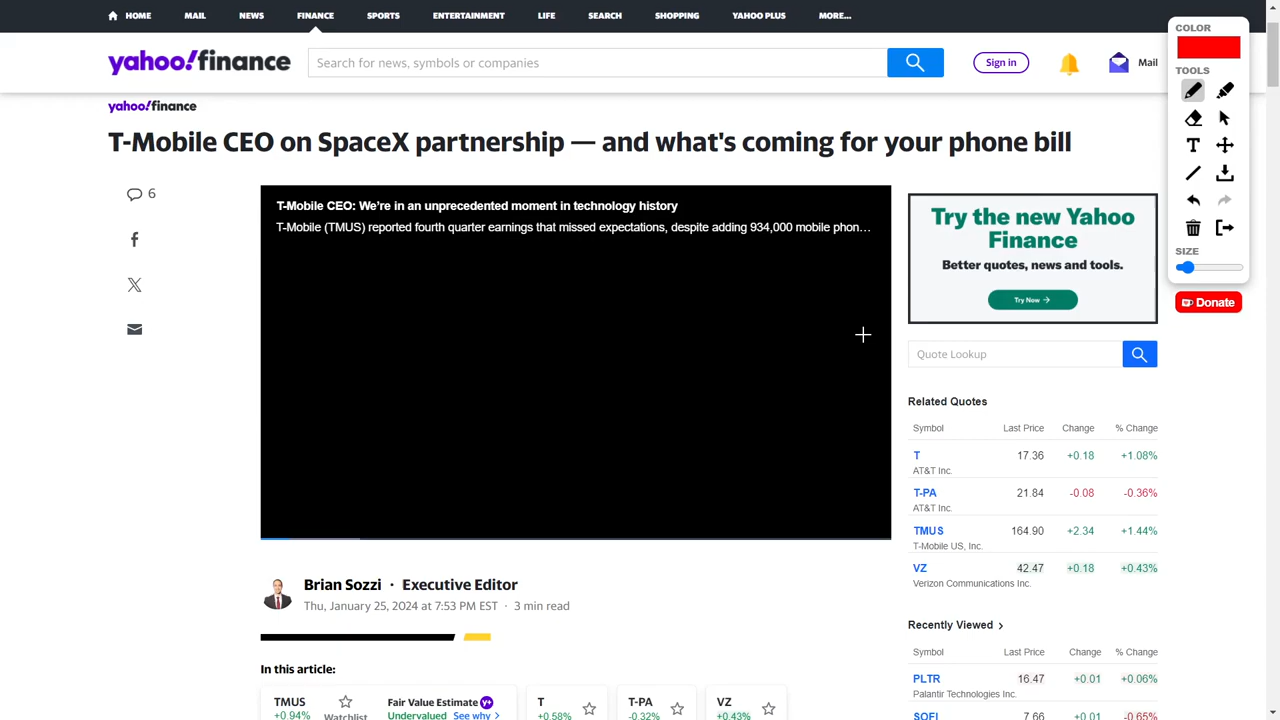 HOME MAIL NEWS FINANCE SPORTS ENTERTAINMENT LIFE SEARCH SHOPPING YAHOO PLUS MORE...
yahoo!finance
Search for news, symbols or companies
Sign in
Mail
yahoo!finance
T-Mobile CEO on SpaceX partnership — and what's coming for your phone bill
6
T-Mobile CEO: We're in an unprecedented moment in technology history
T-Mobile (TMUS) reported fourth quarter earnings that missed expectations, despite adding 934,000 mobile phon...
Brian Sozzi · Executive Editor
Thu, January 25, 2024 at 7:53 PM EST · 3 min read
In this article:
TMUS
+0.94%
Watchlist
Fair Value Estimate Y+
Undervalued See why
T
+0.58%
T-PA
-0.32%
VZ
+0.43%
Try the new Yahoo
Finance
Better quotes, news and tools.
Try Now →
Quote Lookup
Related Quotes
Symbol Last Price Change % Change
T 17.36 +0.18 +1.08%
AT&T Inc.
T-PA 21.84 -0.08 -0.36%
AT&T Inc.
TMUS 164.90 +2.34 +1.44%
T-Mobile US, Inc.
VZ 42.47 +0.18 +0.43%
Verizon Communications Inc.
Recently Viewed
Symbol Last Price Change % Change
PLTR 16.47 +0.01 +0.06%
Palantir Technologies Inc.
SOFI 7.66 +0.01 -0.65%
COLOR
TOOLS
T
SIZE
Donate